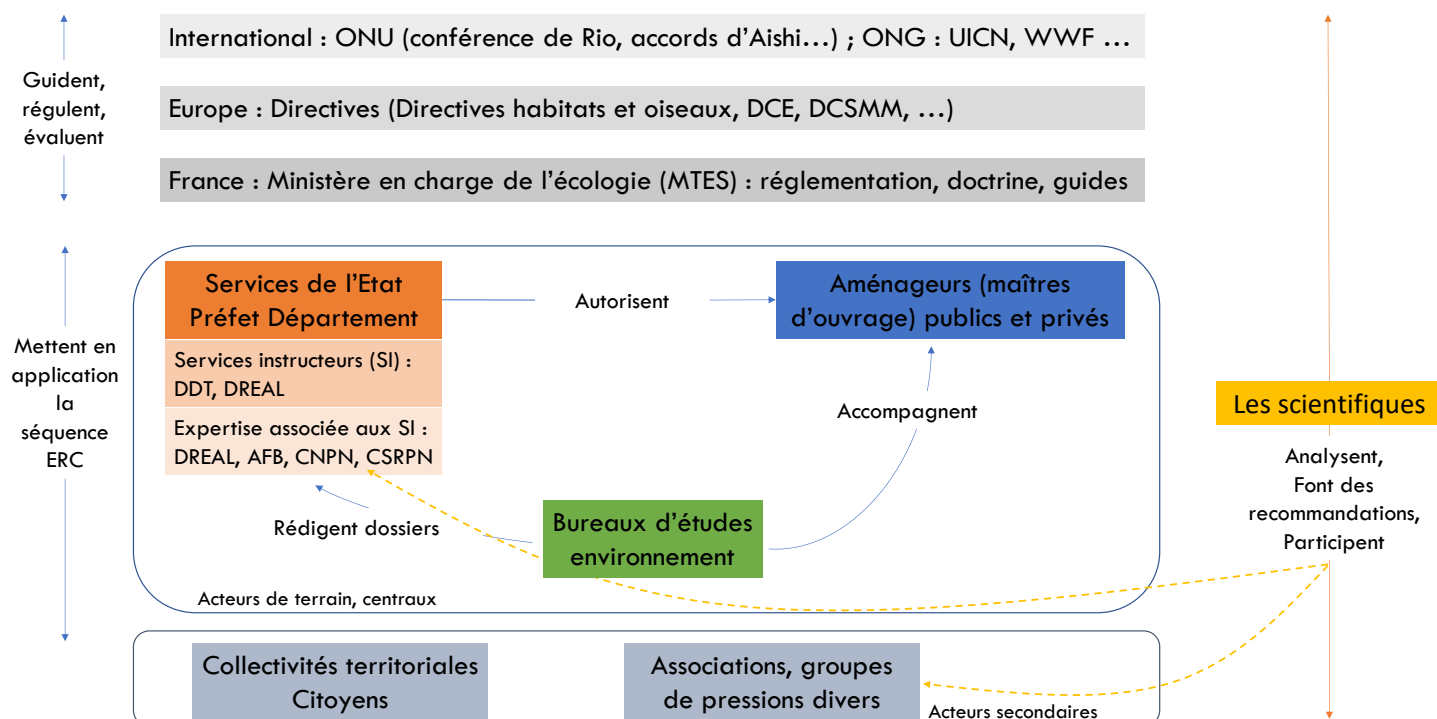 International : ONU (conférence de Rio, accords d’Aishi…) ; ONG : UICN, WWF …
Guident,
régulent,
évaluent
Europe : Directives (Directives habitats et oiseaux, DCE, DCSMM, …)
France : Ministère en charge de l’écologie (MTES) : réglementation, doctrine, guides
Mettent en
application
la
séquence
ERC
Services de l’Etat
Préfet Département
Autorisent
Aménageurs (maîtres
d’ouvrage) publics et privés
Services instructeurs (SI) :
DDT, DREAL
Expertise associée aux SI :
DREAL, AFB, CNPN, CSRPN
Accompagnent
Rédigent dossiers
Bureaux d’études
environnement
Acteurs de terrain, centraux
Les scientifiques
Analysent,
Font des
recommandations,
Participent
Collectivités territoriales
Citoyens
Associations, groupes
de pressions divers
Acteurs secondaires